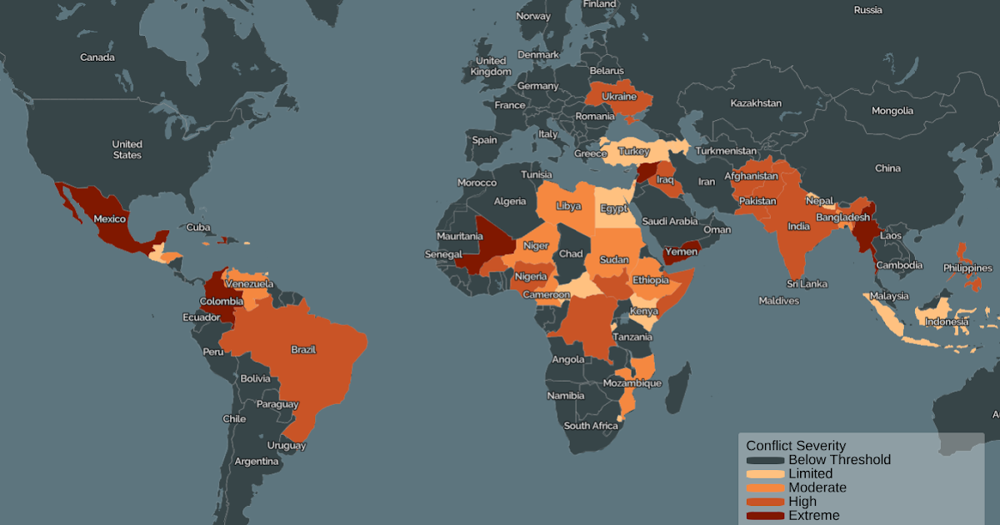 Finland
Russia
Norway
Canada
Denmark
United
Kingdom
Belarus
Germany
Ukraine
Kazakhstan
France
Mongolia
Romania
Italy
Spain
United
States
Greece
Turkey
Turkmenistan
China
Tunisia
Morocco
Iraq
Iran
Afghanistan
Algeria
Libya
Egypt
Pakistan
Nepal
Mexico
Cuba
Saudi Arabia
Bangladesh
India
Oman
Mauritania
Laos
Niger
Yemen
Senegal
Chad
Sudan
Cambodia
Philippines
Nigeria
Ethiopia
Venezuela
Sri Lanka
Cameroon
Malaysia
Colombia
Maldives
Kenya
Ecuador
Indonesia
Tanzania
Brazil
Peru
Angola
Bolivia
Mozambique
Namibia
Paraguay
Chile
South Africa
A
Uruguay
Argentina
Conflict Severity
Below Threshold
Limited
Moderate
High
Extreme